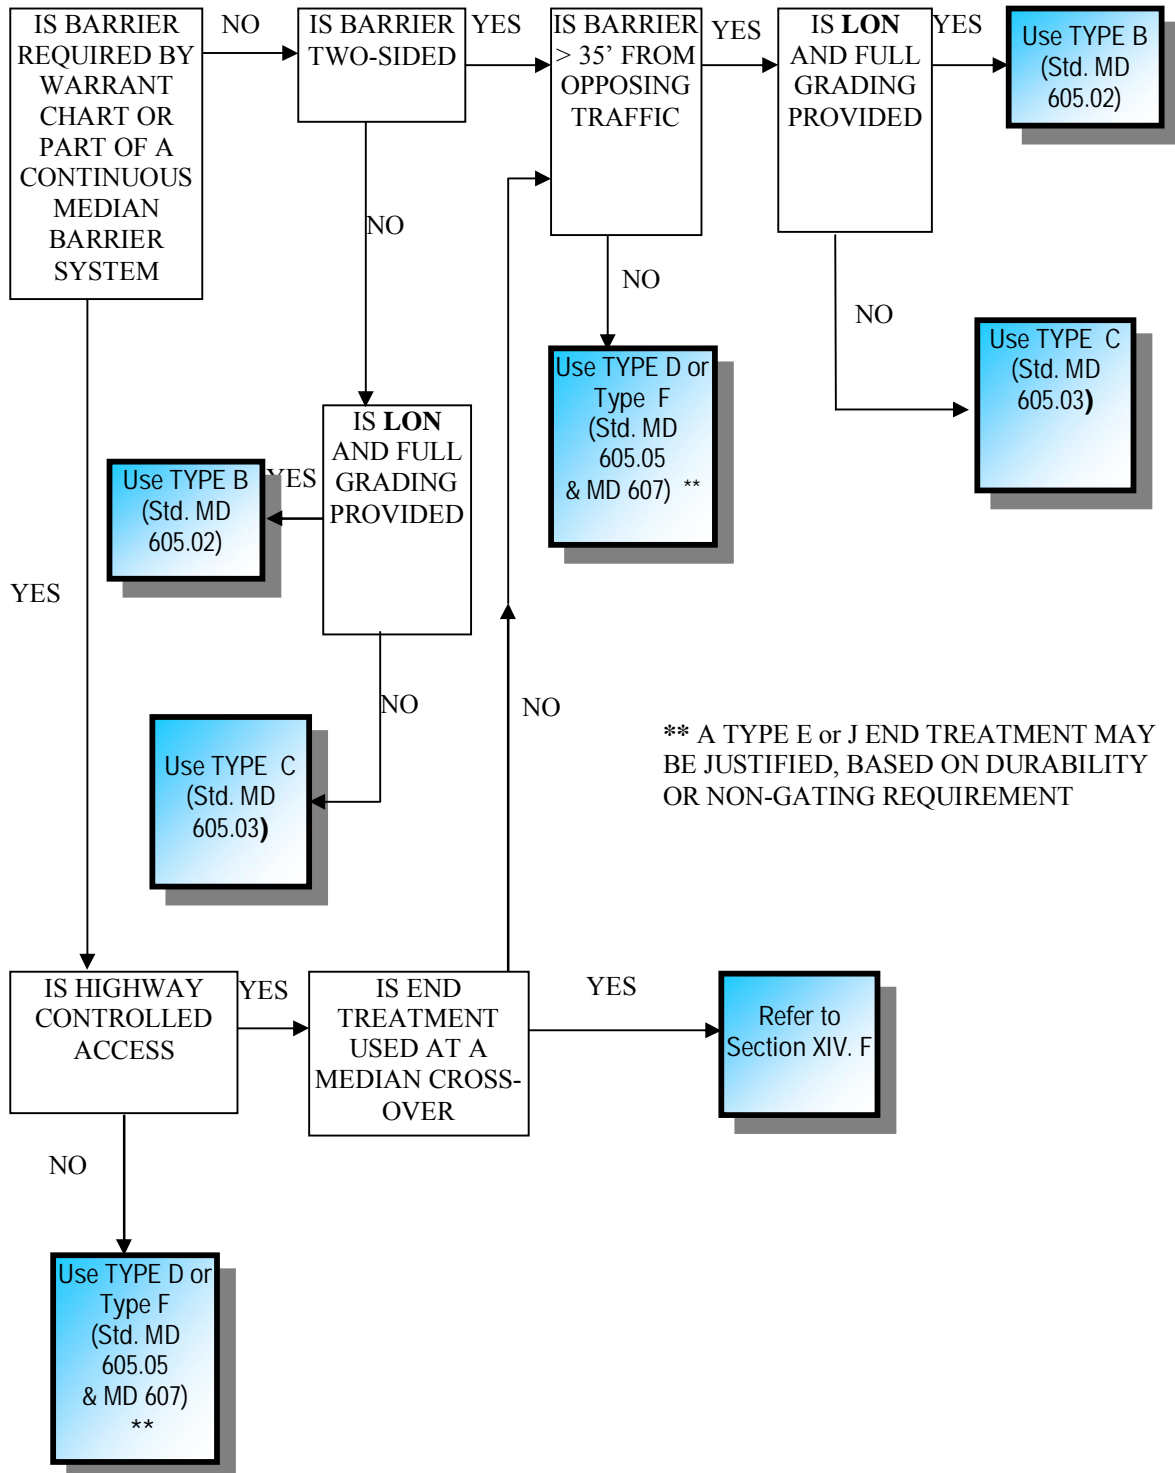 IS BARRIER
REQUIRED BY
WARRANT
CHART OR
PART OF A
CONTINUOUS
MEDIAN
BARRIER
SYSTEM
NO
IS BARRIER
TWO-SIDED
YES
IS BARRIER
> 35’ FROM
OPPOSING
TRAFFIC
YES
IS LON
AND FULL
GRADING
PROVIDED
YES
Use TYPE B
(Std. MD
605.02)
NO
NO
NO
Use TYPE C
(Std. MD
605.03)
Use TYPE D or
Type F
(Std. MD
605.05
& MD 607) **
IS LON
AND FULL
GRADING
PROVIDED
YES
Use TYPE B
(Std. MD
605.02)
YES
NO
NO
Use TYPE C
(Std. MD
605.03)
** A TYPE E or J END TREATMENT MAY
BE JUSTIFIED, BASED ON DURABILITY
OR NON-GATING REQUIREMENT
IS HIGHWAY
CONTROLLED
ACCESS
YES
IS END
TREATMENT
USED AT A
MEDIAN CROSS-
OVER
YES
Refer to
Section XIV. F
NO
Use TYPE D or
Type F
(Std. MD
605.05
& MD 607)
**